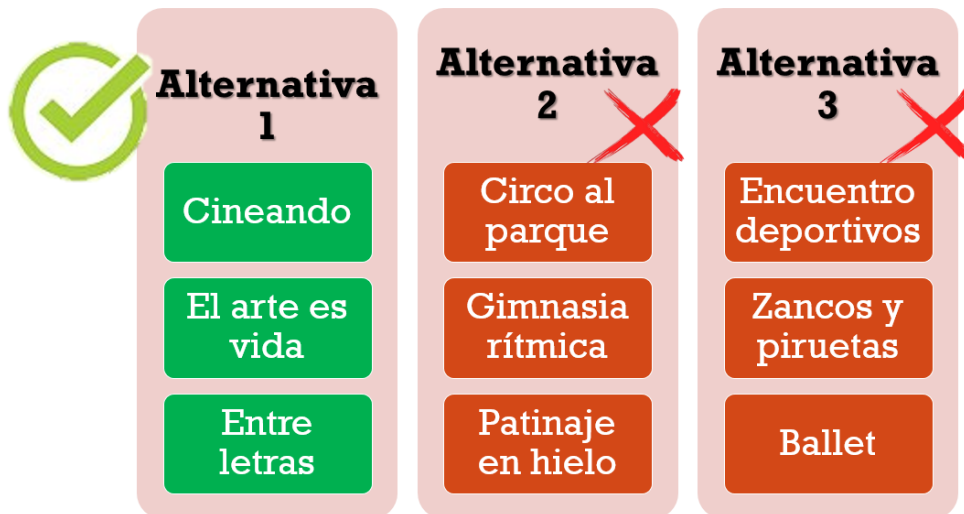 Alternativa
1
Cineando
El arte es
vida
Entre
letras
Alternativa
2
Circo al
parque
Gimnasia
rítmica
Patinaje
en hielo
Alternativa
3
Encuentro
deportivos
Zancos y
piruetas
Ballet